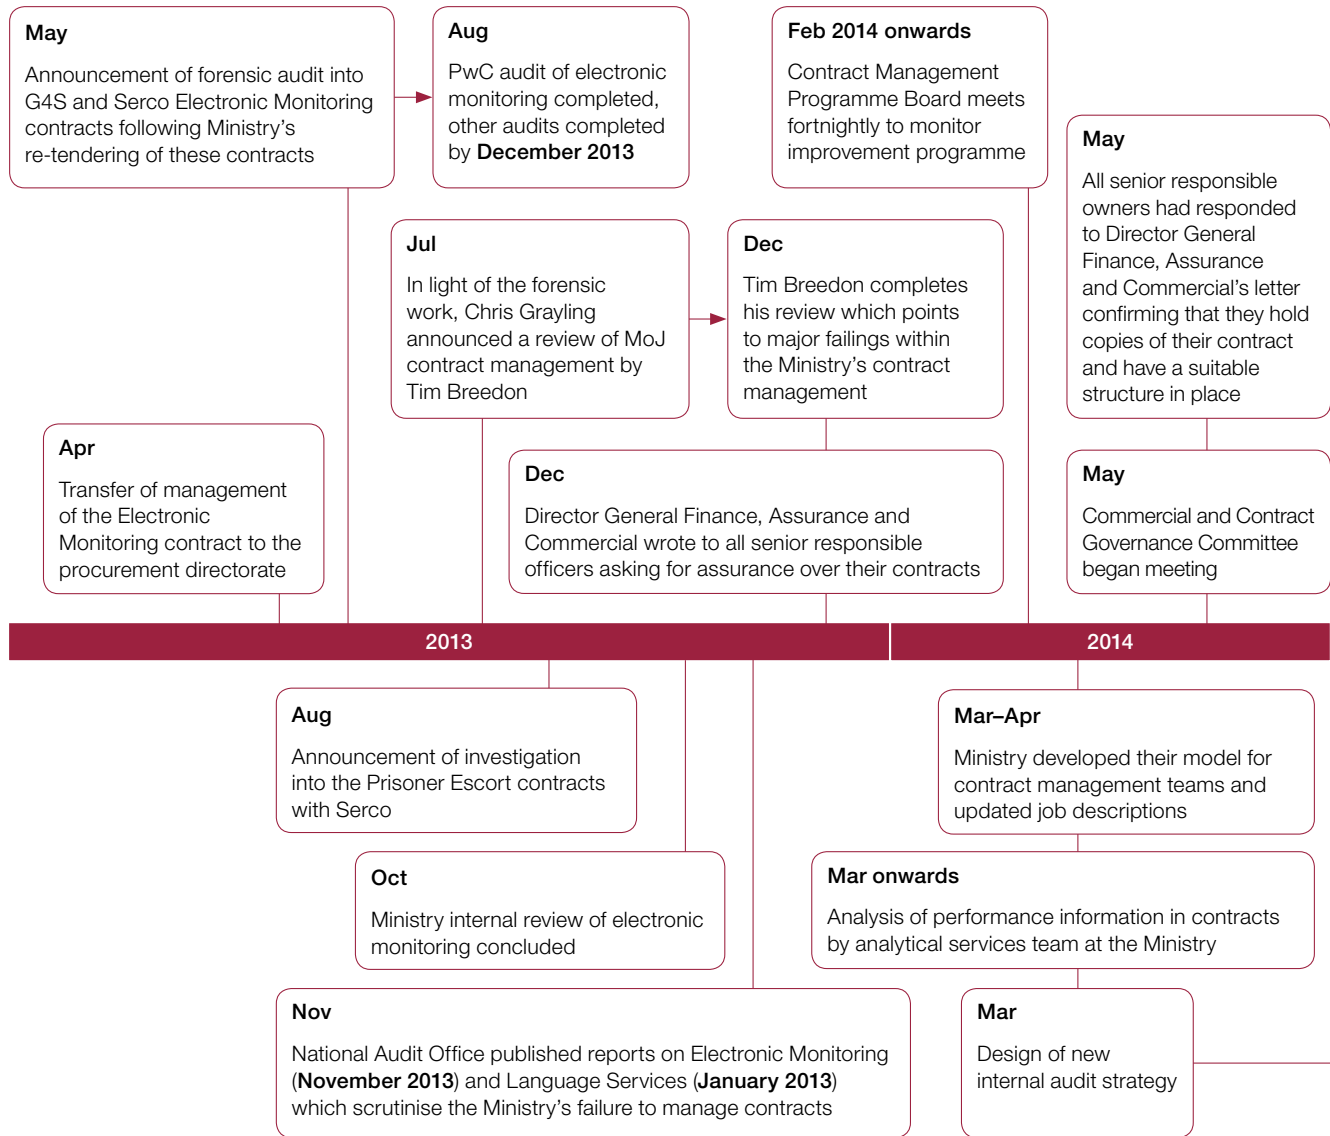 May
Announcement of forensic audit into
G4S and Serco Electronic Monitoring
contracts following Ministry's
re-tendering of these contracts
Aug
PwC audit of electronic
monitoring completed,
other audits completed
by December 2013
Feb 2014 onwards
Contract Management
Programme Board meets
fortnightly to monitor
improvement programme
May
All senior responsible
owners had responded
to Director General
Finance, Assurance
and Commercial's letter
confirming that they hold
copies of their contract
and have a suitable
structure in place
Jul
In light of the forensic
work, Chris Grayling
announced a review of MoJ
contract management by
Tim Breedon
Dec
Tim Breedon completes
his review which points
to major failings within
the Ministry's contract
management
Apr
Transfer of management
of the Electronic
Monitoring contract to the
procurement directorate
Dec
Director General Finance, Assurance and
Commercial wrote to all senior responsible
officers asking for assurance over their contracts
May
Commercial and Contract
Governance Committee
began meeting
2013
2014
Aug
Announcement of investigation
into the Prisoner Escort contracts
with Serco
Mar–Apr
Ministry developed their model for
contract management teams and
updated job descriptions
Oct
Ministry internal review of electronic
monitoring concluded
Mar onwards
Analysis of performance information in contracts
by analytical services team at the Ministry
Nov
National Audit Office published reports on Electronic Monitoring
(November 2013) and Language Services (January 2013)
which scrutinise the Ministry's failure to manage contracts
Mar
Design of new
internal audit strategy